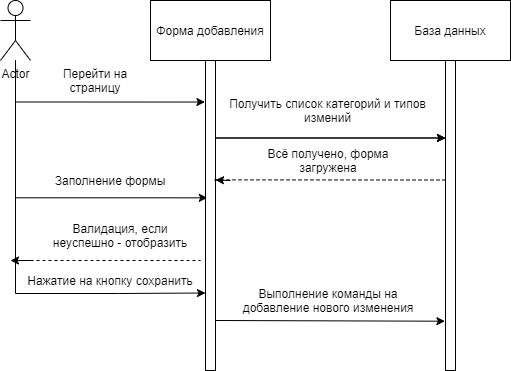 Форма добавления
База данных
Actor
Перейти на
страницу
Получить список категорий и типов
измений
Всё получено, форма
загружена
Заполнение формы
Валидация, если
неуспешно - отобразить
Нажатие на кнопку сохранить
Выполнение команды на
добавление нового изменения